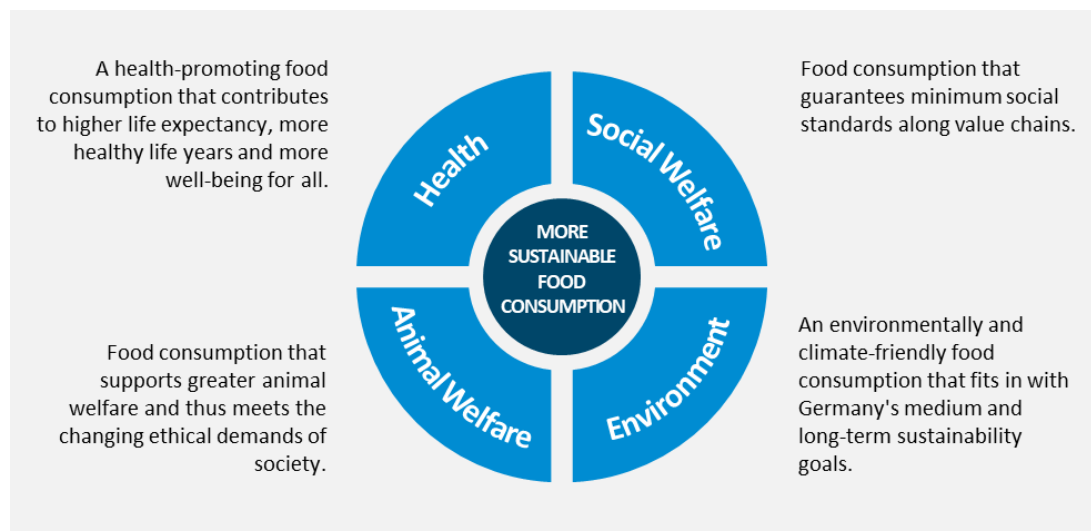 A health-promoting food
consumption that contributes
to higher life expectancy, more
healthy life years and more
well-being for all.
Health
Social Welfare
Food consumption that
guarantees minimum social
standards along value chains.
MORE
SUSTAINABLE
FOOD
CONSUMPTION
Food consumption that
supports greater animal
welfare and thus meets the
changing ethical demands of
society.
Animal Welfare
Environment
An environmentally and
climate-friendly food
consumption that fits in with
Germany's medium and
long-term sustainability
goals.